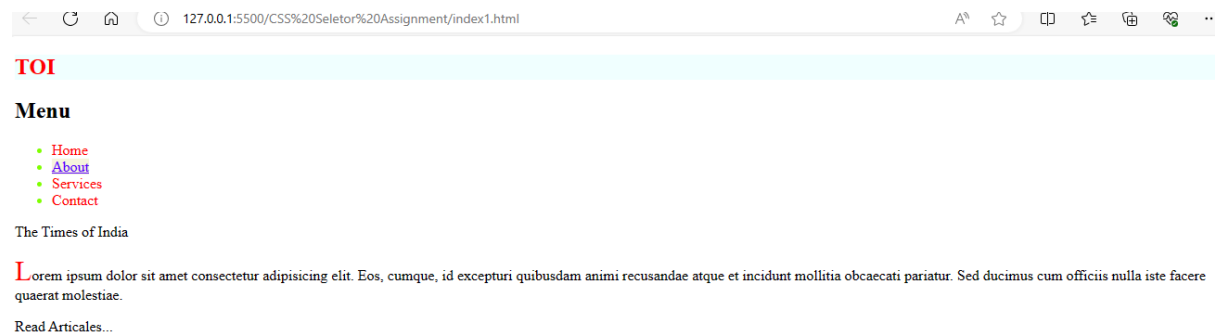 127.0.0.1:5500/CSS%20Seletor%20Assignment/index1.html
TOI
Menu
Home
About
Services
Contact
The Times of India
Lorem ipsum dolor sit amet consectetur adipisicing elit. Eos, cumque, id excepturi quibusdam animi recusandae atque et incidunt mollitia obcaecati pariatur. Sed ducimus cum officiis nulla iste facere
quaerat molestiae.
Read Articales...